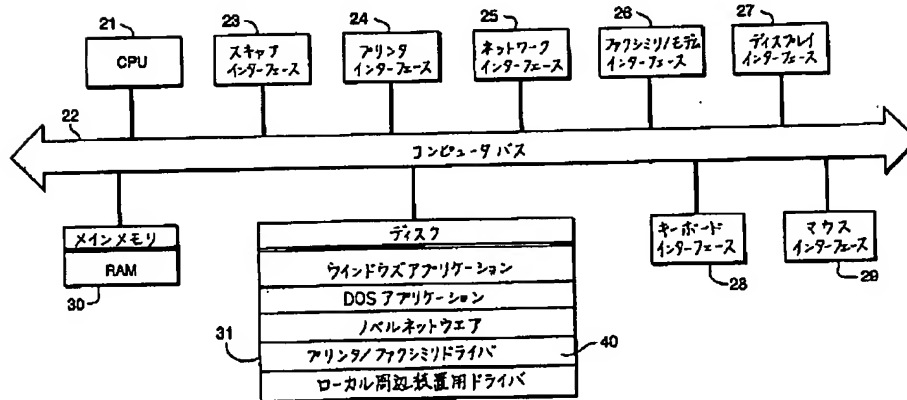 21
23
24
25
26
27
CPU
スキャナ
インターフェース
プリンタ
インターフェース
ネットワーク
インターフェース
ファクシミリ/モデム
インターフェース
ディスプレイ
インターフェース
22
コンピュータバス
メインメモリ
RAM
30
ディスク
ウインドウズアプリケーション
DOSアプリケーション
ノベルネットウエア
プリンタ/ファクシミリドライバ
ローカル周辺装置用ドライバ
31
40
キーボード
インターフェース
28
マウス
インターフェース
29